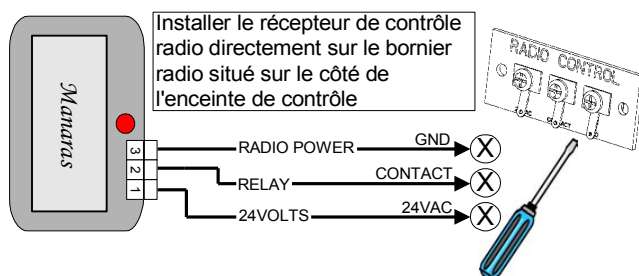 Installer le récepteur de contrôle
radio directement sur le bornier
radio situé sur le côté de
l'enceinte de contrôle
Manaras
RADIO CONTROL
CONTACT
3 RADIO POWER GND
2 RELAY CONTACT
1 24VOLTS 24VAC